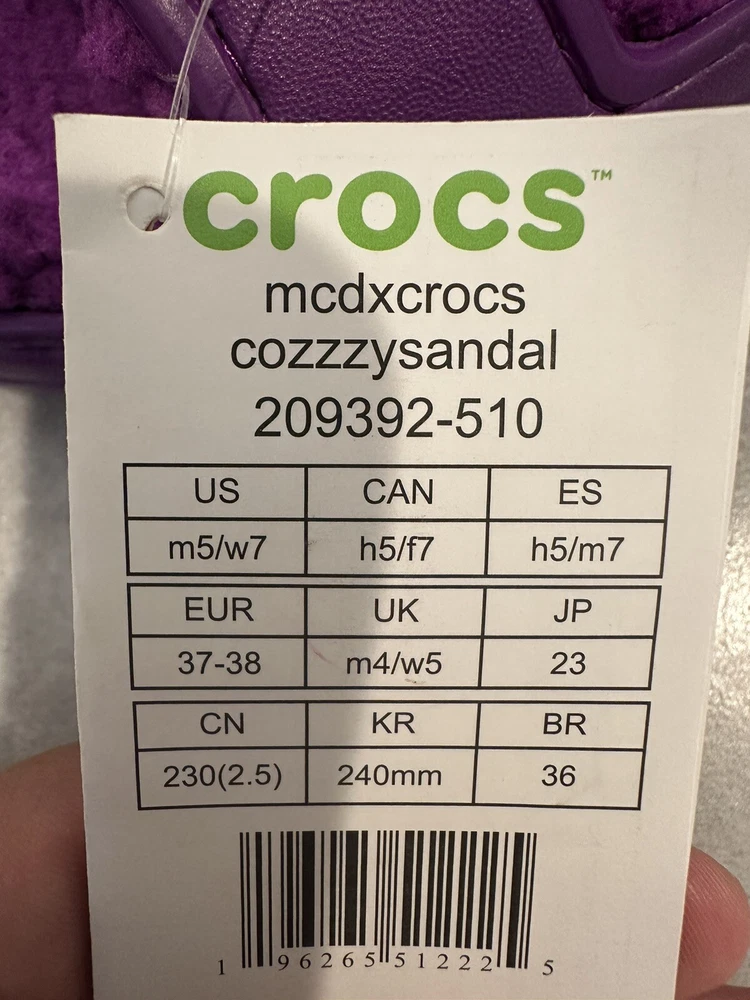 crocs™
mcdxcrocs
cozzzysandal
209392-510
US CAN ES
m5/w7 h5/f7 h5/m7
EUR UK JP
37-38 m4/w5 23
CN KR BR
230(2.5) 240mm 36
1 96265 51222 5